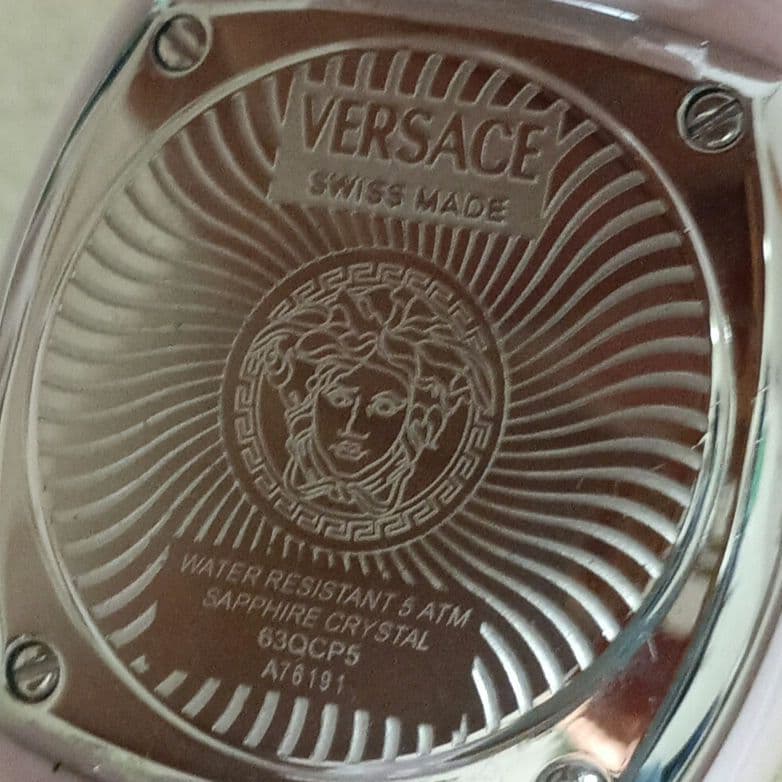 VERSACE
SWISS MADE
WATER RESISTANT 5 ATM
SAPPHIRE CRYSTAL
63QCP5
A76191